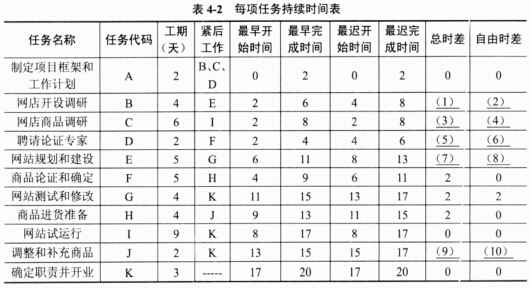 表 4-2 每项任务持续时间表
任务名称 任务代码 工期(天) 紧后工作 最早开始时间 最早完成时间 最迟开始时间 最迟完成时间 总时差 自由时差
制定项目框架和工作计划 A 2 B、C、D 0 2 0 2 0 0
网店开设调研 B 4 E 2 6 4 8 (1) (2)
网店商品调研 C 6 I 2 8 2 8 (3) (4)
聘请论证专家 D 2 F 2 4 4 6 (5) (6)
网站规划和建设 E 5 G 6 11 8 13 (7) (8)
商品论证和确定 F 5 H 4 9 6 11 2 0
网站测试和修改 G 4 K 11 15 13 17 2 2
商品进货准备 H 4 J 9 13 11 15 2 0
网站试运行 I 9 K 8 17 8 17 0 0
调整和补充商品 J 2 K 13 15 15 17 (9) (10)
确定职责并开业 K 3 ----- 17 20 17 20 0 0